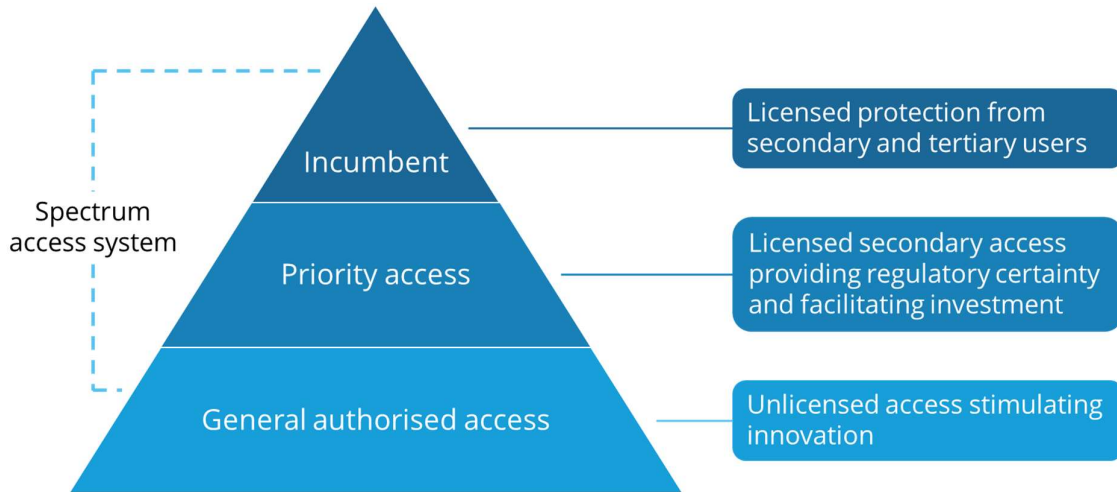 Incumbent
Licensed protection from
secondary and tertiary users
Spectrum
access system
Priority access
Licensed secondary access
providing regulatory certainty
and facilitating investment
General authorised access
Unlicensed access stimulating
innovation